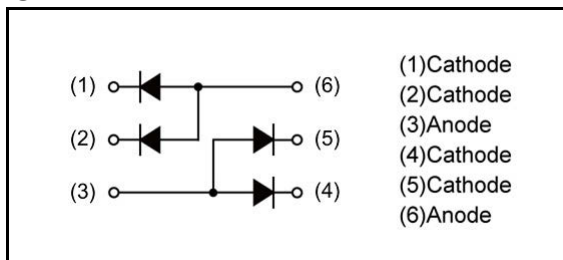 (1)
(6)
(2)
(5)
(3)
(4)
(1)Cathode
(2)Cathode
(3)Anode
(4)Cathode
(5)Cathode
(6)Anode